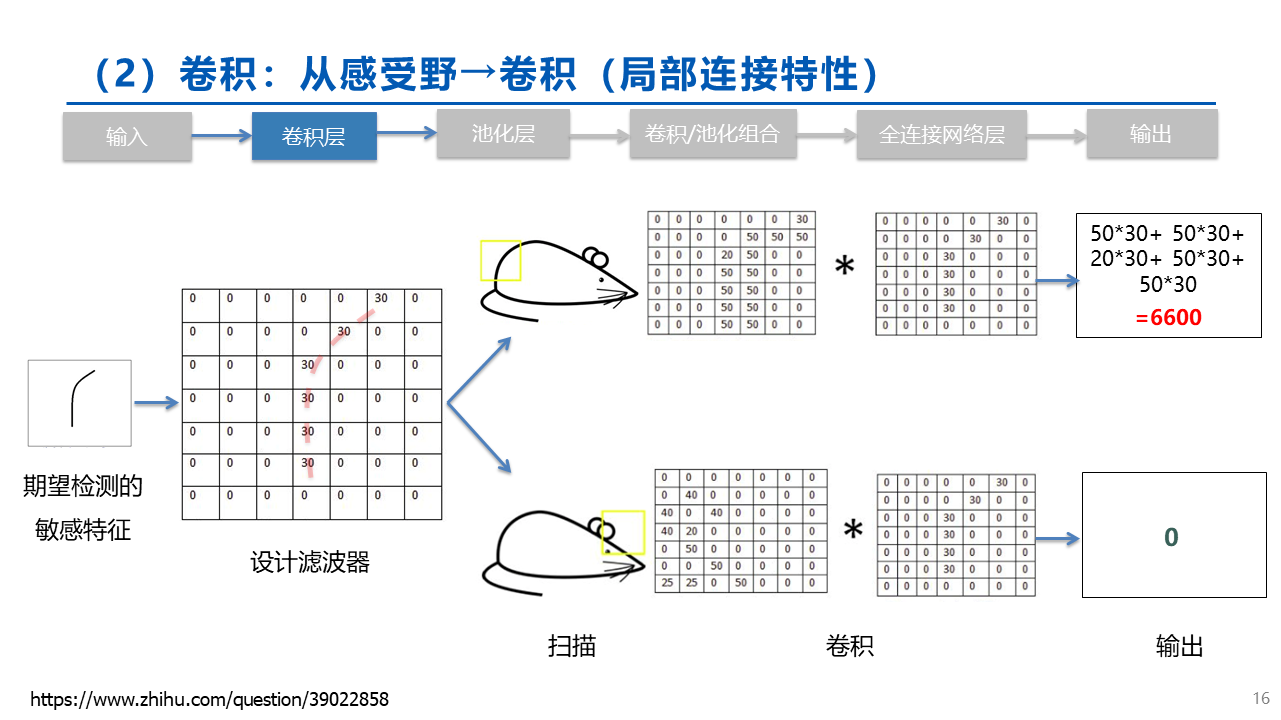 (2) 卷积：从感受野→卷积（局部连接特性）
输入
卷积层
池化层
卷积/池化组合
全连接网络层
输出
期望检测的
敏感特征
0 0 0 0 0 30 0
0 0 0 0 30 0 0
0 0 0 30 0 0 0
0 0 0 30 0 0 0
0 0 0 30 0 0 0
0 0 0 30 0 0 0
0 0 0 0 0 0 0
设计滤波器
0 0 0 0 0 0 30
0 0 0 0 50 50 50
0 0 0 20 50 0 0
0 0 0 50 50 0 0
0 0 0 50 50 0 0
0 0 0 50 50 0 0
0 0 0 50 50 0 0
*
0 0 0 0 0 30 0
0 0 0 0 30 0 0
0 0 0 30 0 0 0
0 0 0 30 0 0 0
0 0 0 30 0 0 0
0 0 0 30 0 0 0
0 0 0 0 0 0 0
50*30+ 50*30+
20*30+ 50*30+
50*30
=6600
0 0 0 0 0 0 0
0 40 0 0 0 0 0
40 0 40 0 0 0 0
40 20 0 0 0 0 0
0 50 0 0 0 0 0
0 0 50 0 0 0 0
25 25 0 50 0 0 0
*
0 0 0 0 0 30 0
0 0 0 0 30 0 0
0 0 0 30 0 0 0
0 0 0 30 0 0 0
0 0 0 30 0 0 0
0 0 0 30 0 0 0
0 0 0 0 0 0 0
0
扫描
卷积
输出
https://www.zhihu.com/question/39022858
16